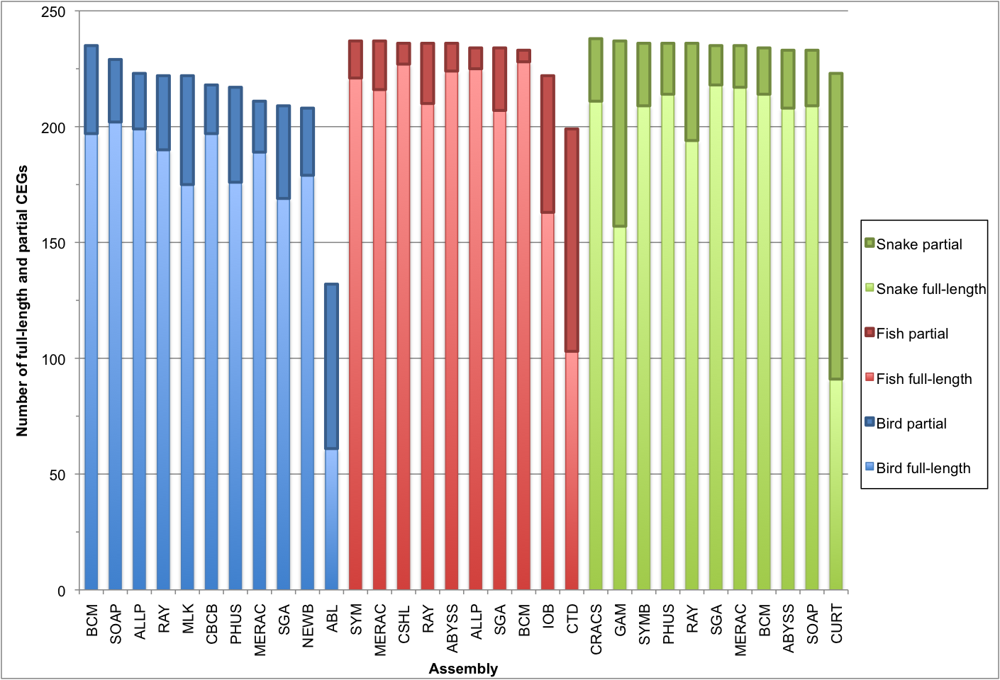 250
200
150
100
50
0
Number of full-length and partial CEGs
BCM
SOAP
ALLP
RAY
MLK
CBCB
PHUS
MERAC
SGA
NEWB
ABL
SYM
MERAC
CSHL
RAY
ABYSS
ALLP
SGA
BCM
IOB
CTD
CRACS
GAM
SYMB
PHUS
RAY
SGA
MERAC
BCM
ABYSS
SOAP
CURT
Assembly
Snake partial
Snake full-length
Fish partial
Fish full-length
Bird partial
Bird full-length